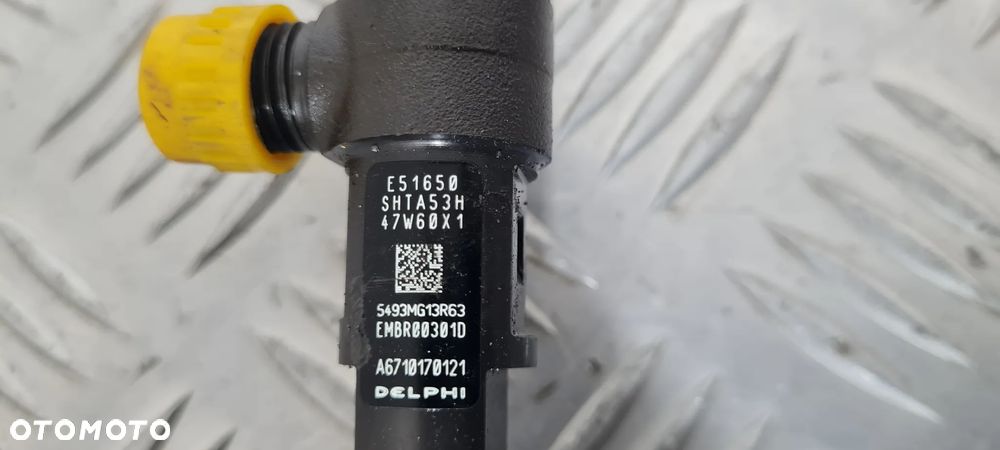 E51650
SHTA53H
47W60X1
5493MG13R63
EMBR00301D
A6710170121
DELPHI
OTOMOTO